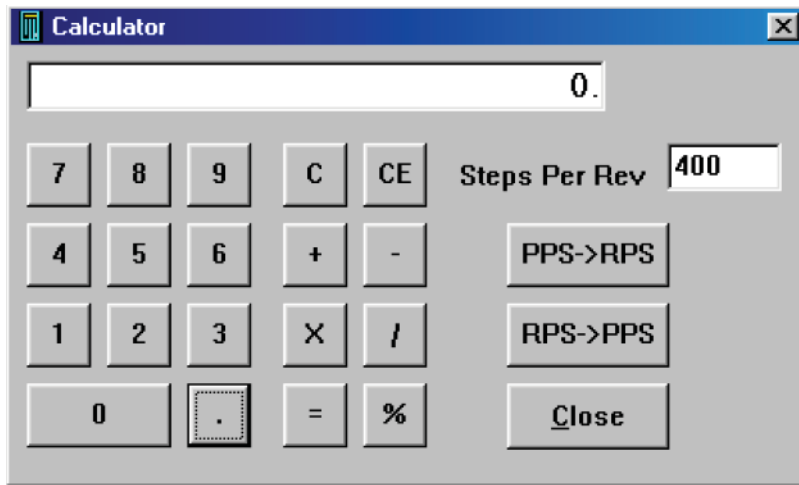 Calculator
0.
7 8 9 C CE Steps Per Rev 400
4 5 6 + - PPS->RPS
1 2 3 X / RPS->PPS
0 . = % Close